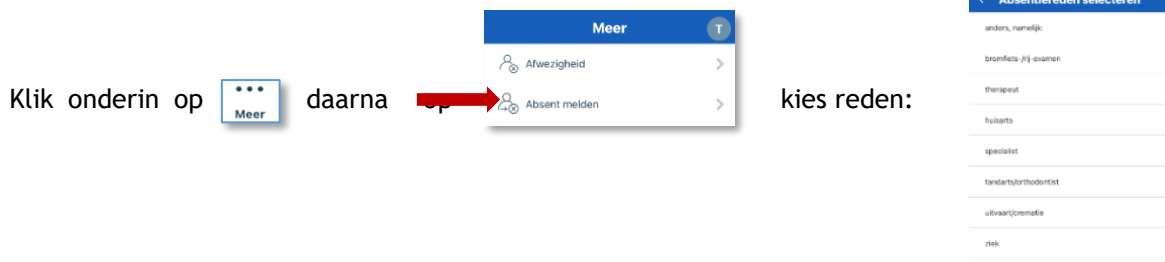 Absentiereden selecteren
Meer
T
anders, namelijk:
Afwezigheid
bromfiets-/rij-examen
Klik onderin op
Meer
daarna op
Absent melden
kies reden:
therapeut
huisarts
specialist
tandarts/orthodontist
uitvaart/crematie
ziek